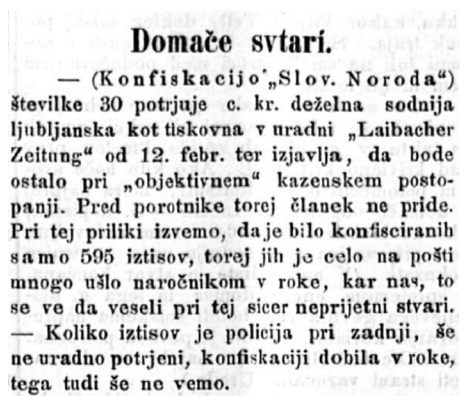 Domače svtari.
— (Konfiskacijo „Slov. Noroda“)
številke 30 potrjuje c. kr. deželna sodnija
ljubljanska kot tiskovna v uradni „Laibacher
Zeitung“ od 12. febr. ter izjavlja, da bode
ostalo pri „objektivnem“ kazenskem posto-
panji. Pred porotnike torej članek ne pride.
Pri tej priliki izvemo, da je bilo konfisciranih
samo 595 iztisov, torej jih je celo na pošti
mnogo ušlo naročnikom v roke, kar nas, to
se ve da veseli pri tej sicer neprijetni stvari.
— Koliko iztisov je policija pri zadnji, še
ne uradno potrjeni, konfiskaciji dobila v roke,
tega tudi še ne vemo.